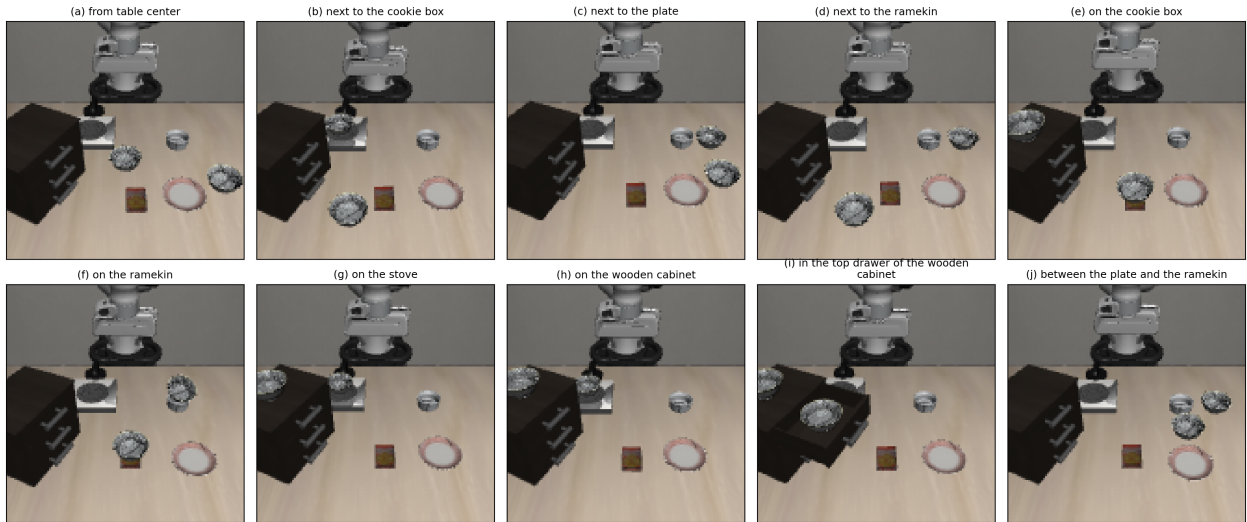 (a) from table center
(b) next to the cookie box
(c) next to the plate
(d) next to the ramekin
(e) on the cookie box
(f) on the ramekin
(g) on the stove
(h) on the wooden cabinet
(i) in the top drawer of the wooden
cabinet
(j) between the plate and the ramekin